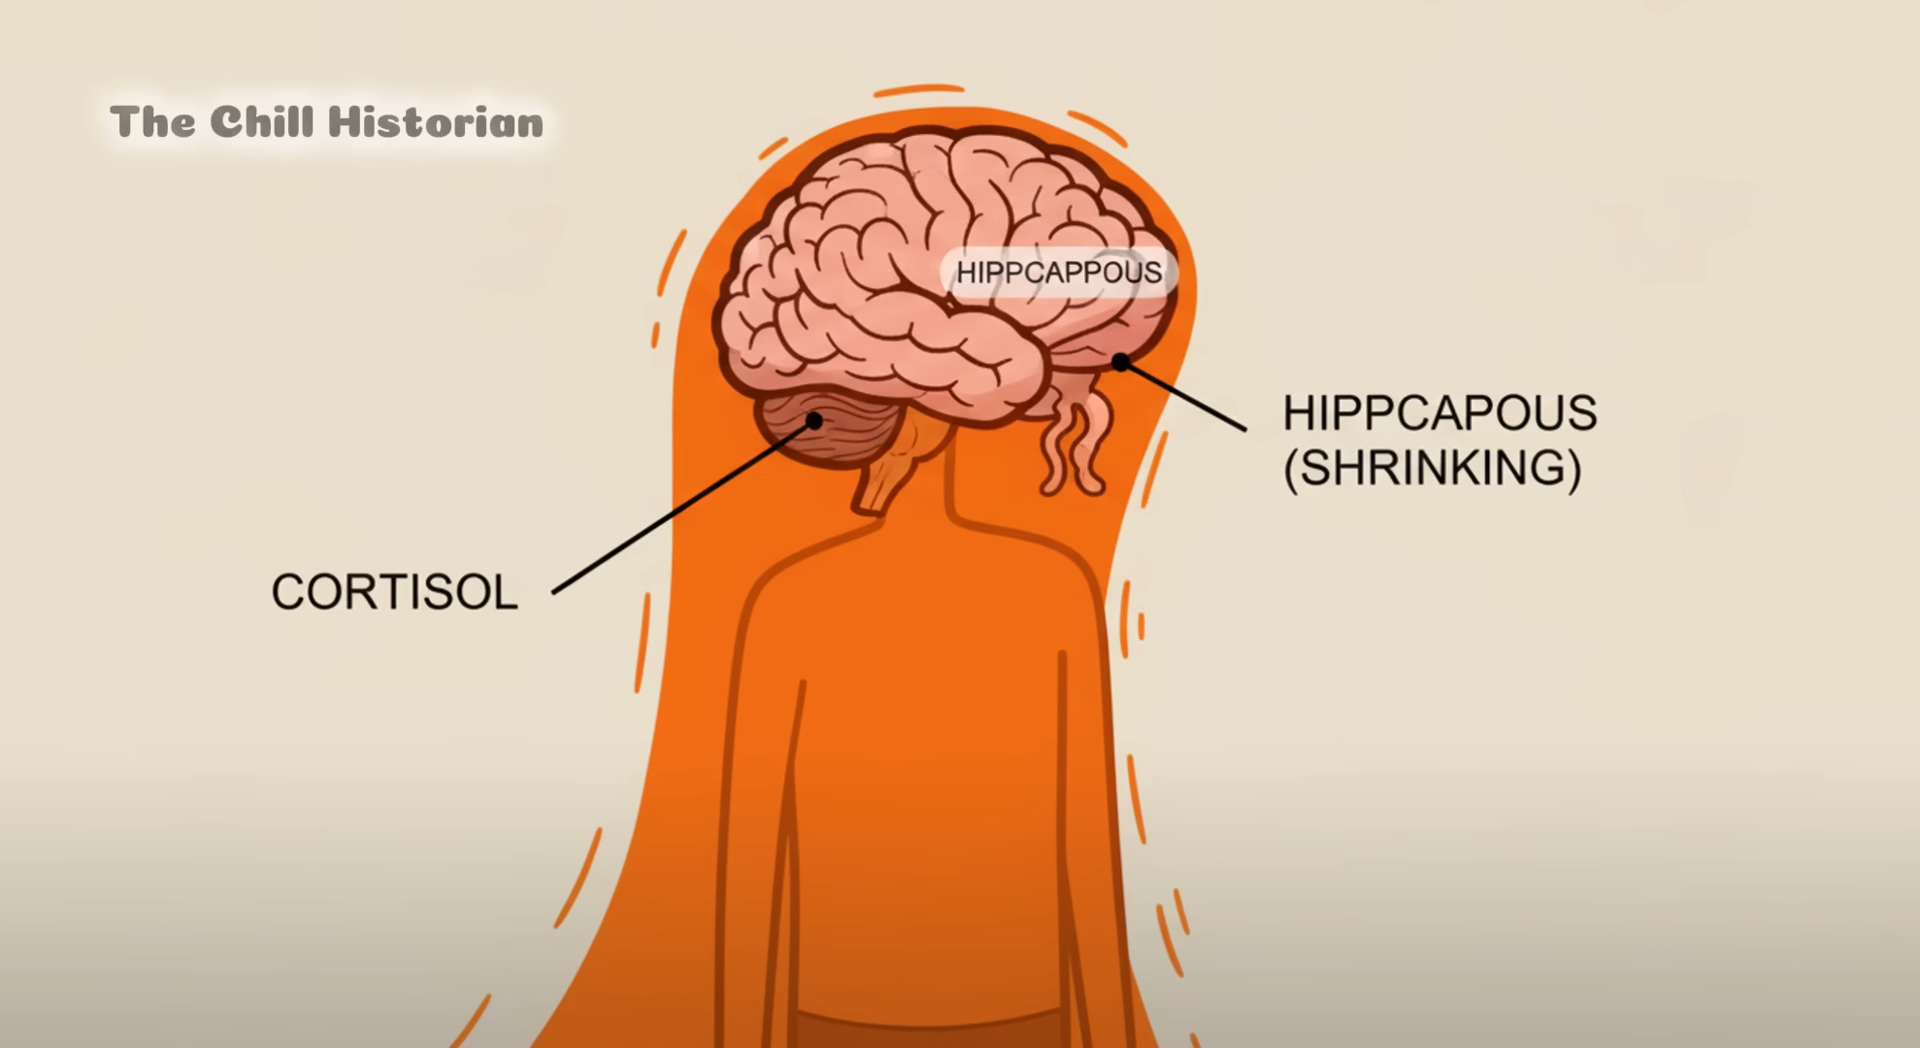 The Chill Historian
HIPPCAPPOUS
HIPPCAPOUS
(SHRINKING)
CORTISOL